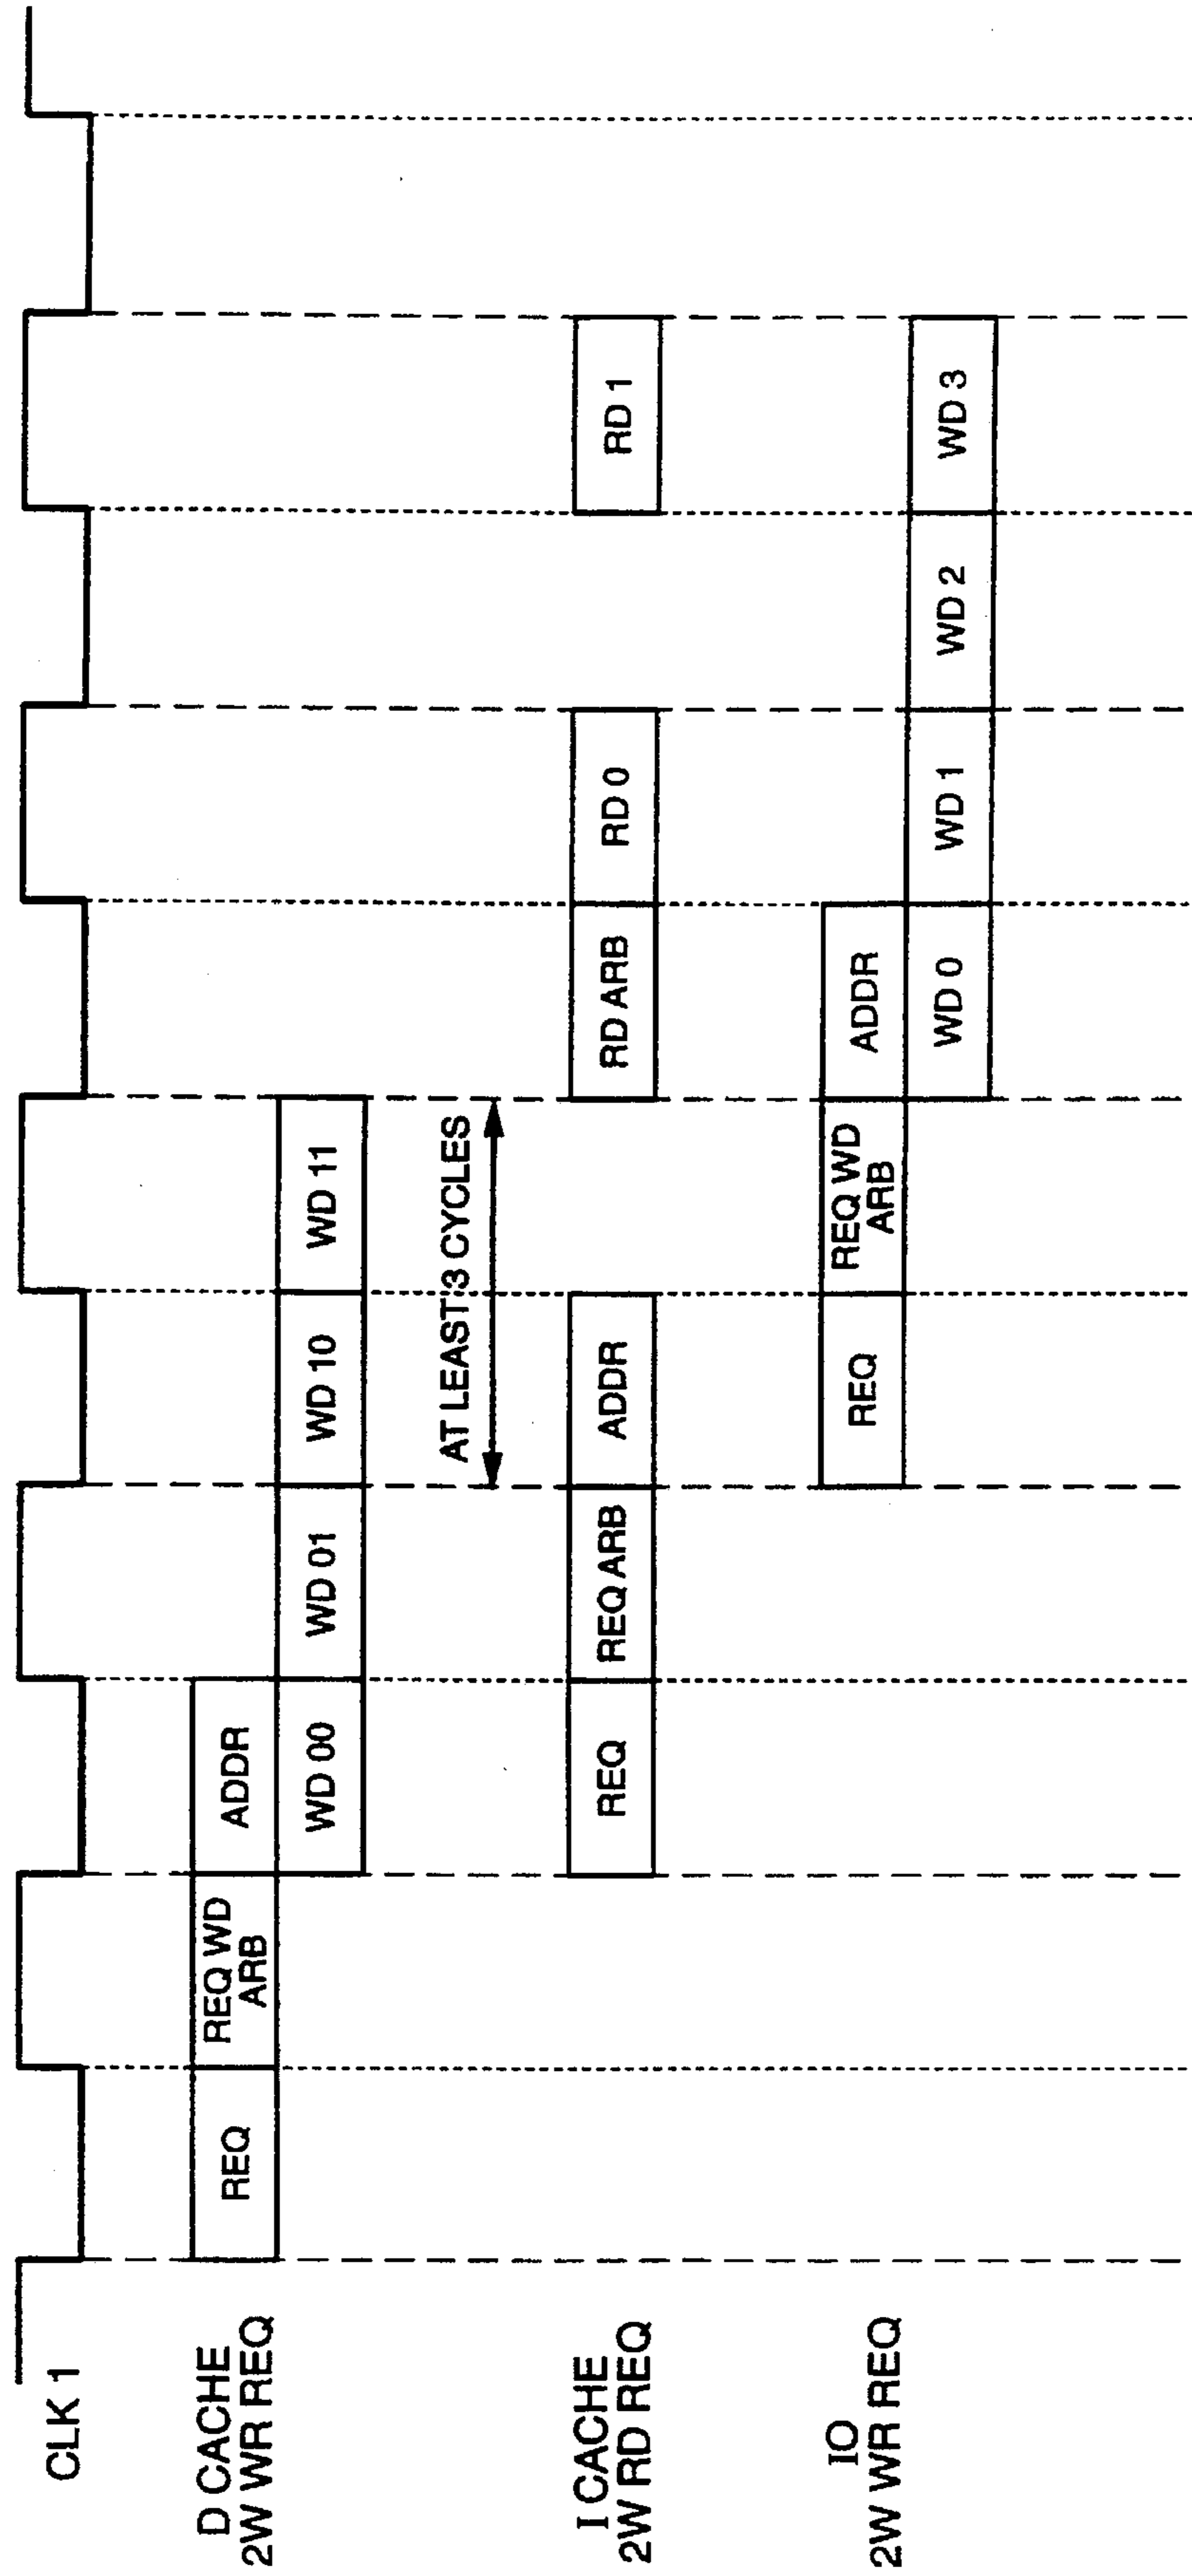 CLK 1
D CACHE
2W WR REQ
REQ
REQ WD
ARB
ADDR
WD 00
WD 01
WD 10
WD 11
AT LEAST 3 CYCLES
I CACHE
2W RD REQ
REQ
REQ ARB
ADDR
RD ARB
RD 0
RD 1
IO
2W WR REQ
REQ
REQ WD
ARB
ADDR
WD 0
WD 1
WD 2
WD 3